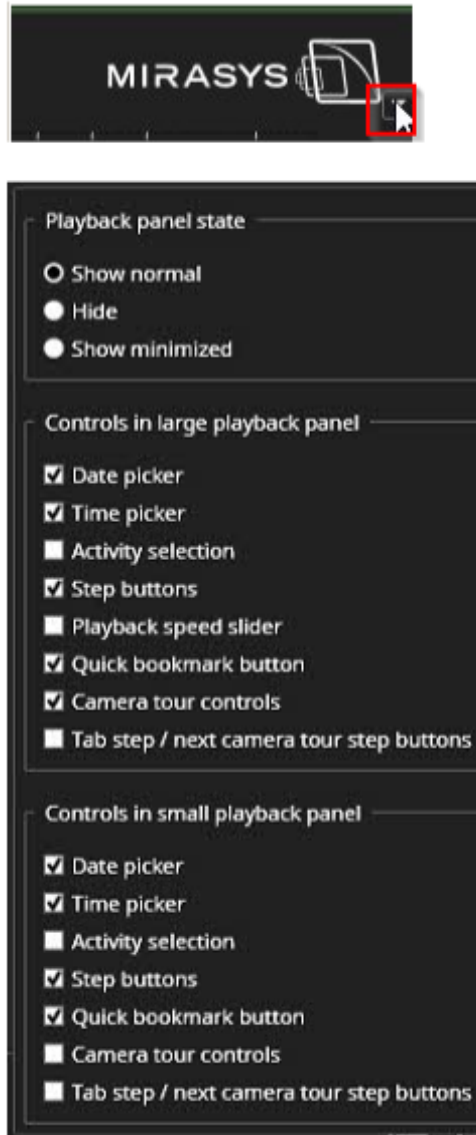 MIRASYS
Playback panel state
Show normal
Hide
Show minimized
Controls in large playback panel
Date picker
Time picker
Activity selection
Step buttons
Playback speed slider
Quick bookmark button
Camera tour controls
Tab step / next camera tour step buttons
Controls in small playback panel
Date picker
Time picker
Activity selection
Step buttons
Quick bookmark button
Camera tour controls
Tab step / next camera tour step buttons